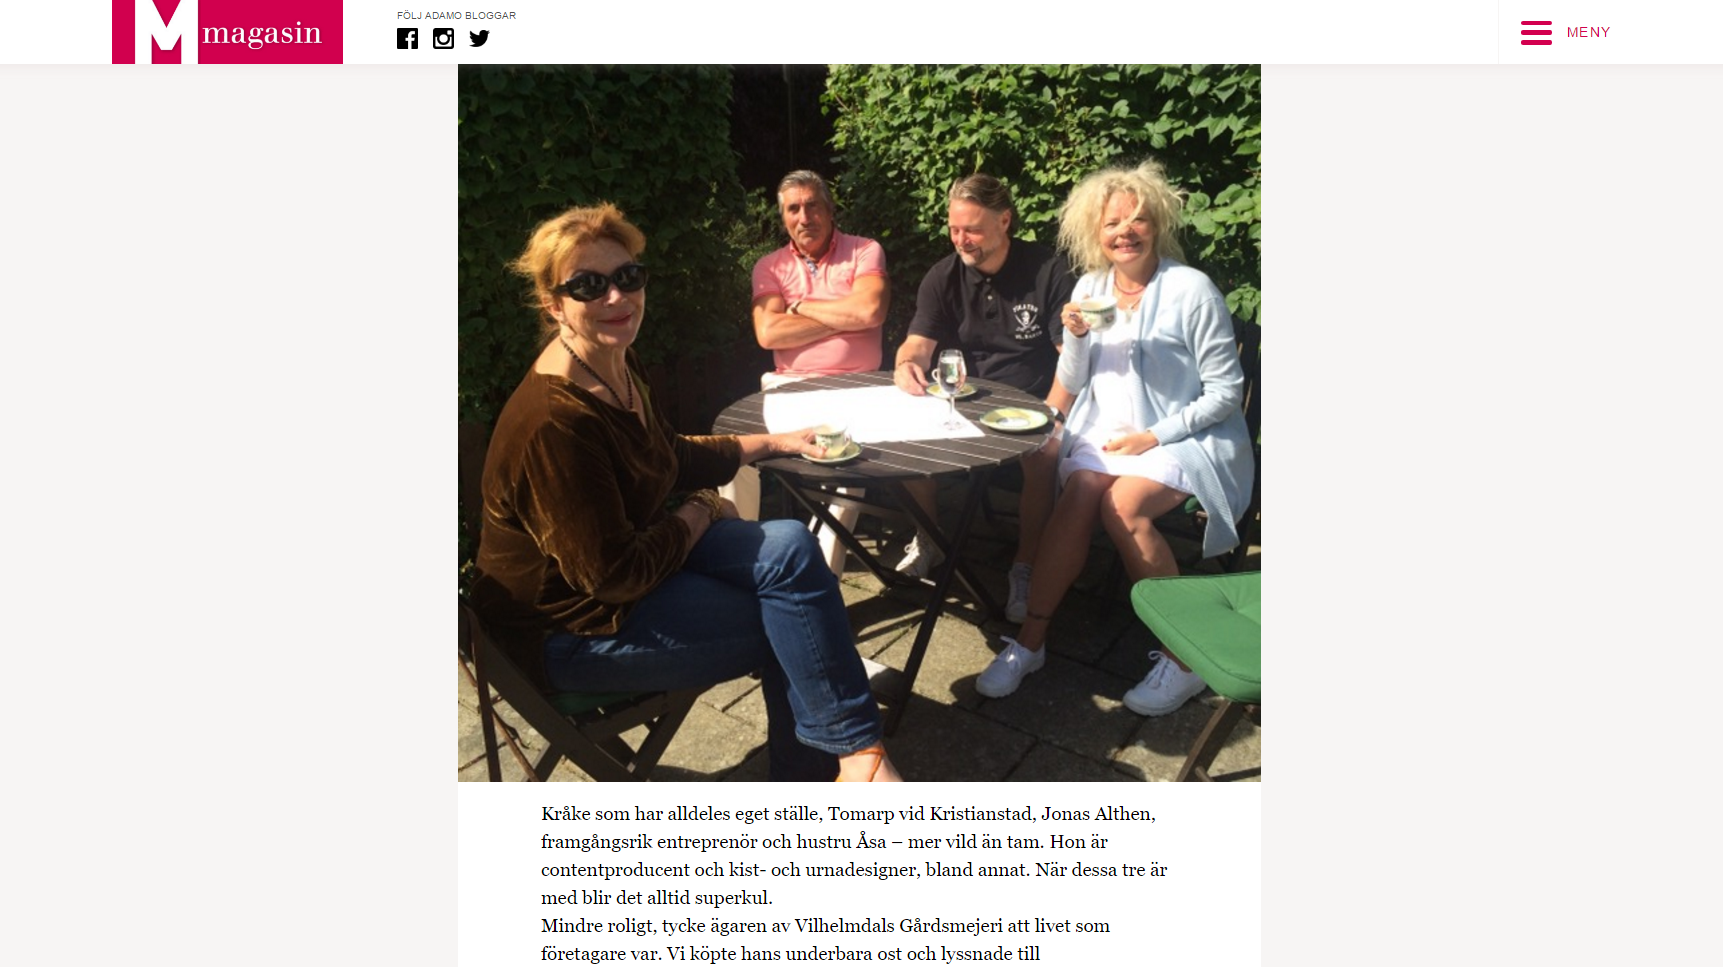 M magasin
FÖLJ ADAMO BLOGGAR
MENY
Kråke som har alldeles eget ställe, Tomarp vid Kristianstad, Jonas Althen,
framgångsrik entreprenör och hustru Åsa – mer vild än tam. Hon är
contentproducent och kist- och urnadesigner, bland annat. När dessa tre är
med blir det alltid superkul.
Mindre roligt, tycke ägaren av Vilhelmdals Gårdsmejeri att livet som
företagare var. Vi köpte hans underbara ost och lyssnade till